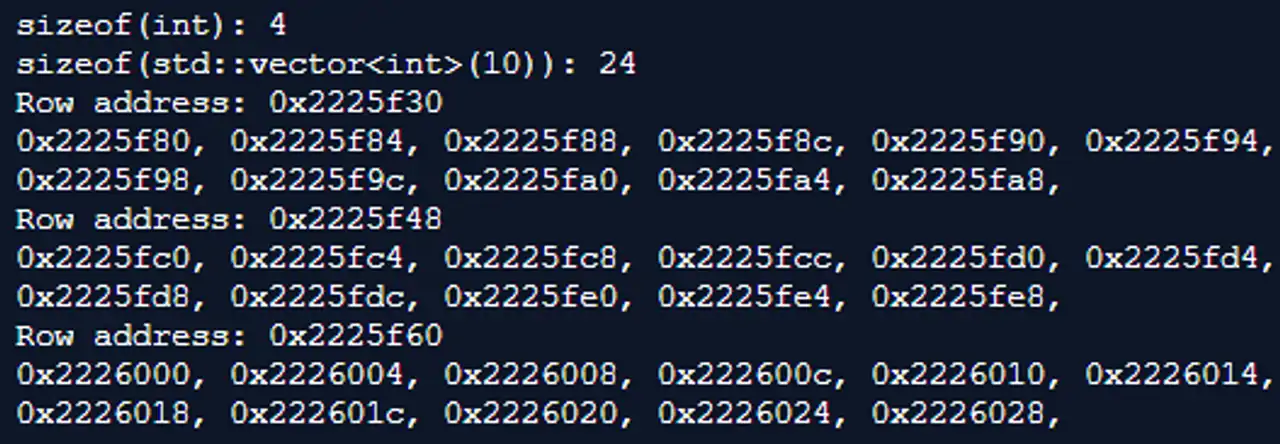 sizeof(int): 4
sizeof(std::vector<int>(10)): 24
Row address: 0x2225f30
0x2225f80, 0x2225f84, 0x2225f88, 0x2225f8c, 0x2225f90, 0x2225f94,
0x2225f98, 0x2225f9c, 0x2225fa0, 0x2225fa4, 0x2225fa8,
Row address: 0x2225f48
0x2225fc0, 0x2225fc4, 0x2225fc8, 0x2225fcc, 0x2225fd0, 0x2225fd4,
0x2225fd8, 0x2225fdc, 0x2225fe0, 0x2225fe4, 0x2225fe8,
Row address: 0x2225f60
0x2226000, 0x2226004, 0x2226008, 0x222600c, 0x2226010, 0x2226014,
0x2226018, 0x222601c, 0x2226020, 0x2226024, 0x2226028,